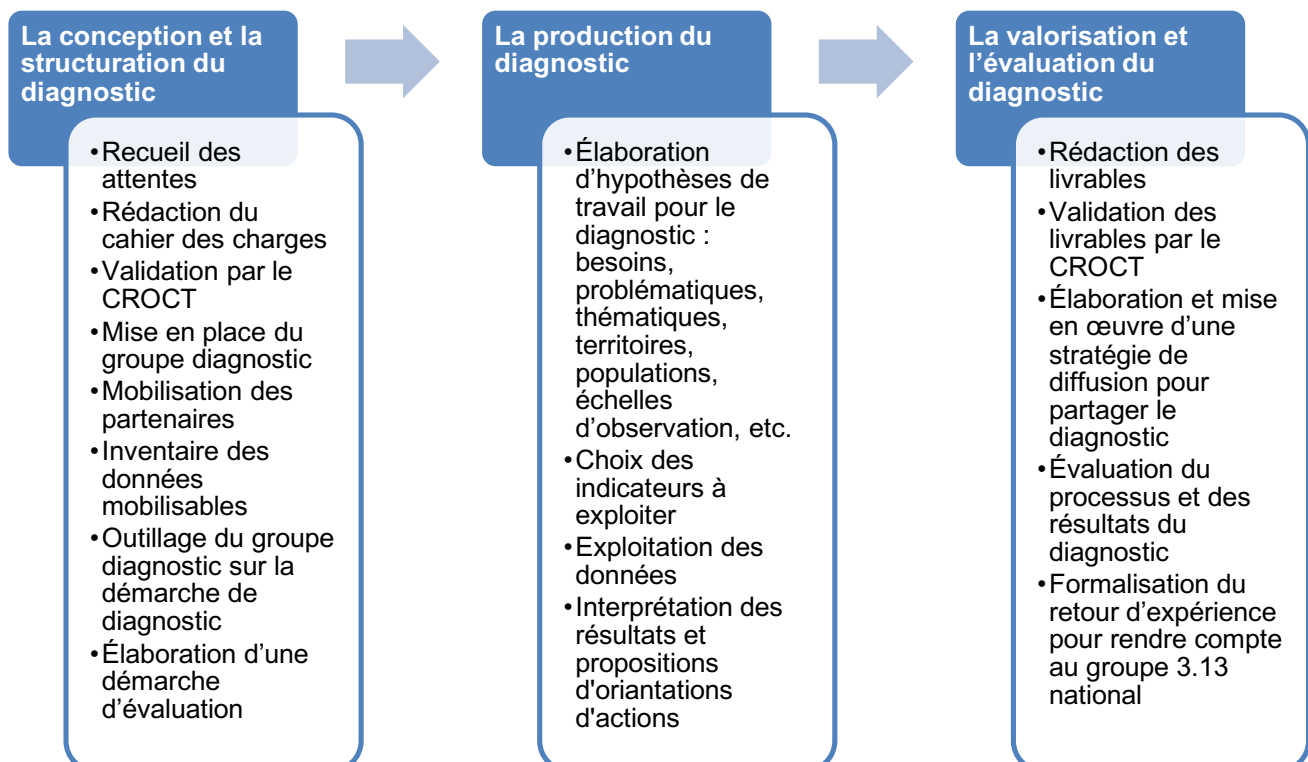 La conception et la
structuration du
diagnostic
•Recueil des
attentes
•Rédaction du
cahier des charges
•Validation par le
CROCT
•Mise en place du
groupe diagnostic
•Mobilisation des
partenaires
•Inventaire des
données
mobilisables
•Outillage du groupe
diagnostic sur la
démarche de
diagnostic
•Élaboration d’une
démarche
d’évaluation
La production du
diagnostic
•Élaboration
d’hypothèses de
travail pour le
diagnostic :
besoins,
problématiques,
thématiques,
territoires,
populations,
échelles
d’observation, etc.
•Choix des
indicateurs à
exploiter
•Exploitation des
données
•Interprétation des
résultats et
propositions
d'oriantations
d'actions
La valorisation et
l’évaluation du
diagnostic
•Rédaction des
livrables
•Validation des
livrables par le
CROCT
•Élaboration et mise
en œuvre d’une
stratégie de
diffusion pour
partager le
diagnostic
•Évaluation du
processus et des
résultats du
diagnostic
•Formalisation du
retour d’expérience
pour rendre compte
au groupe 3.13
national